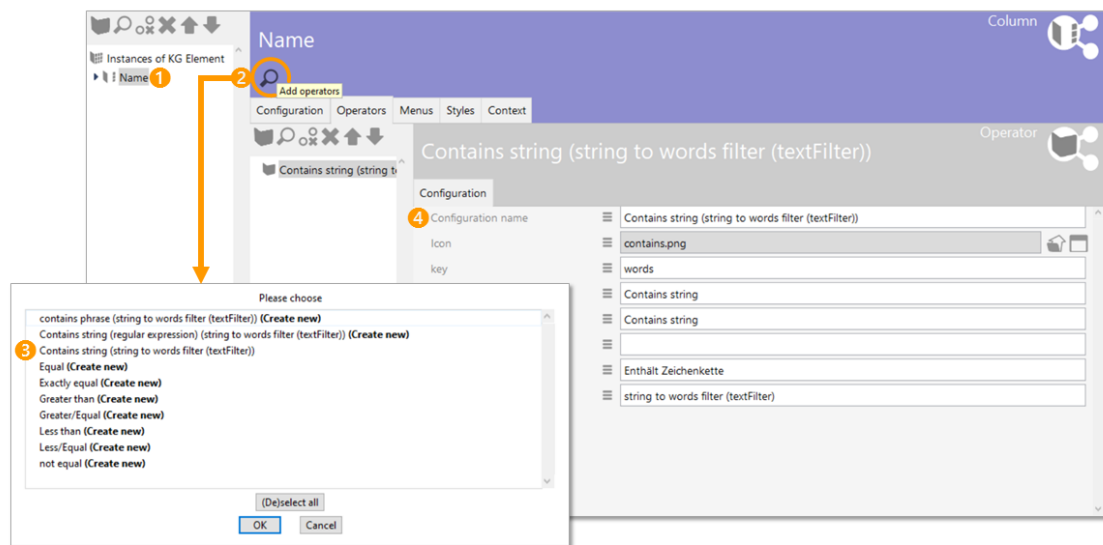 Column
Name
Instances of KG Element
Name 1
2
Add operators
Configuration Operators Menus Styles Context
Operator
Contains string (string to words filter (textFilter))
Contains string (string t
Configuration
4 Configuration name Contains string (string to words filter (textFilter))
Icon contains.png
key words
Contains string
Contains string
Enthält Zeichenkette
string to words filter (textFilter)
Please choose
contains phrase (string to words filter (textFilter)) (Create new)
Contains string (regular expression) (string to words filter (textFilter)) (Create new)
3 Contains string (string to words filter (textFilter))
Equal (Create new)
Exactly equal (Create new)
Greater than (Create new)
Greater/Equal (Create new)
Less than (Create new)
Less/Equal (Create new)
not equal (Create new)
(De)select all
OK Cancel